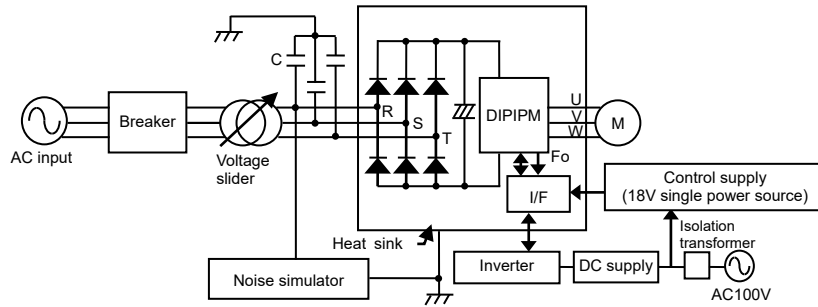 C
AC input
Breaker
Voltage
slider
R
S
T
DIPIPM
U
V
W
M
Fo
I/F
Control supply
(18V single power source)
Heat sink
Noise simulator
Inverter
DC supply
Isolation
transformer
AC100V